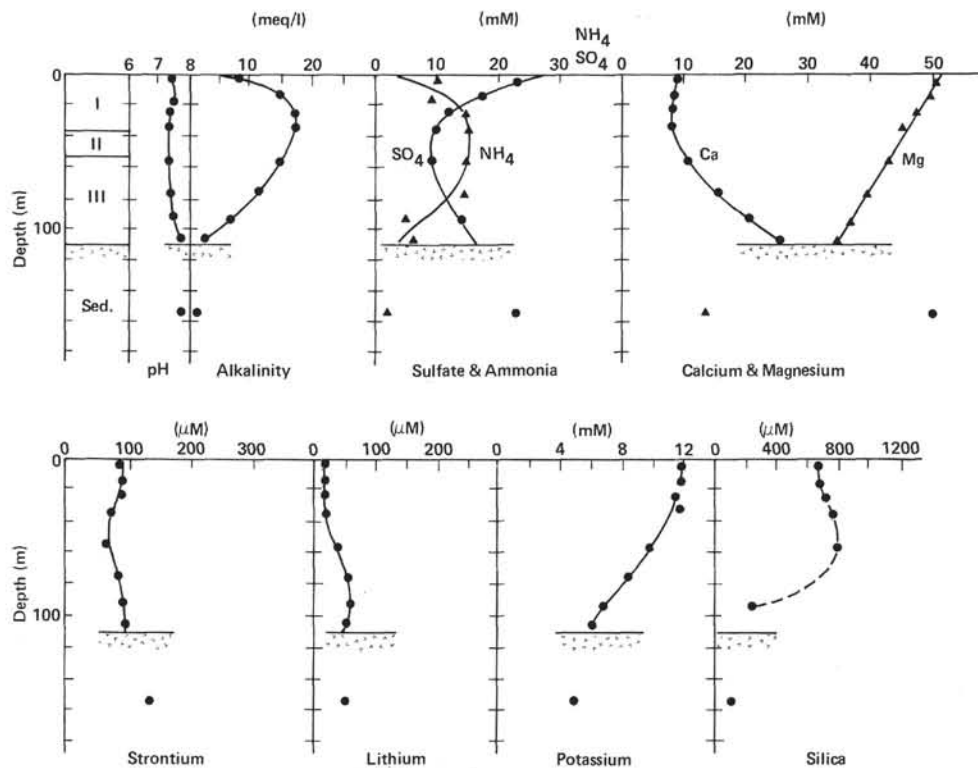 (meq/l) (mM) NH4 (mM)
SO4
6 6 7 8 0 10 20 0 10 20 30 0 10 20 30 40 50
0
I
II
III
100
Depth (m)
Sed.
SO4 NH4
Ca Mg
pH Alkalinity Sulfate & Ammonia Calcium & Magnesium
(μM) (μM) (mM) (μM)
0 100 200 300 0 100 200 0 4 8 12 0 400 800 1200
0
100
Depth (m)
Strontium Lithium Potassium Silica